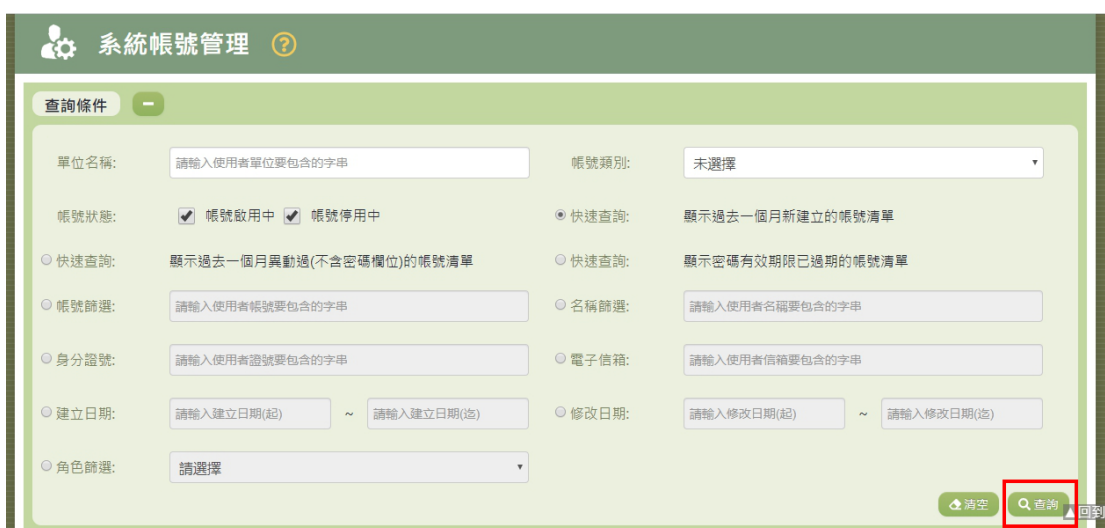 系統帳號管理 ?
查詢條件 −
單位名稱: 請輸入使用者單位要包含的字串 帳號類別: 未選擇
帳號狀態: 帳號啟用中 帳號停用中 快速查詢: 顯示過去一個月新建立的帳號清單
快速查詢: 顯示過去一個月異動過(不含密碼欄位)的帳號清單 快速查詢: 顯示密碼有效期限已過期的帳號清單
帳號篩選: 請輸入使用者帳號要包含的字串 名稱篩選: 請輸入使用者名稱要包含的字串
身分證號: 請輸入使用者證號要包含的字串 電子信箱: 請輸入使用者信箱要包含的字串
建立日期: 請輸入建立日期(起) ~ 請輸入建立日期(迄) 修改日期: 請輸入修改日期(起) ~ 請輸入修改日期(迄)
角色篩選: 請選擇
清空 查詢 ▲回到